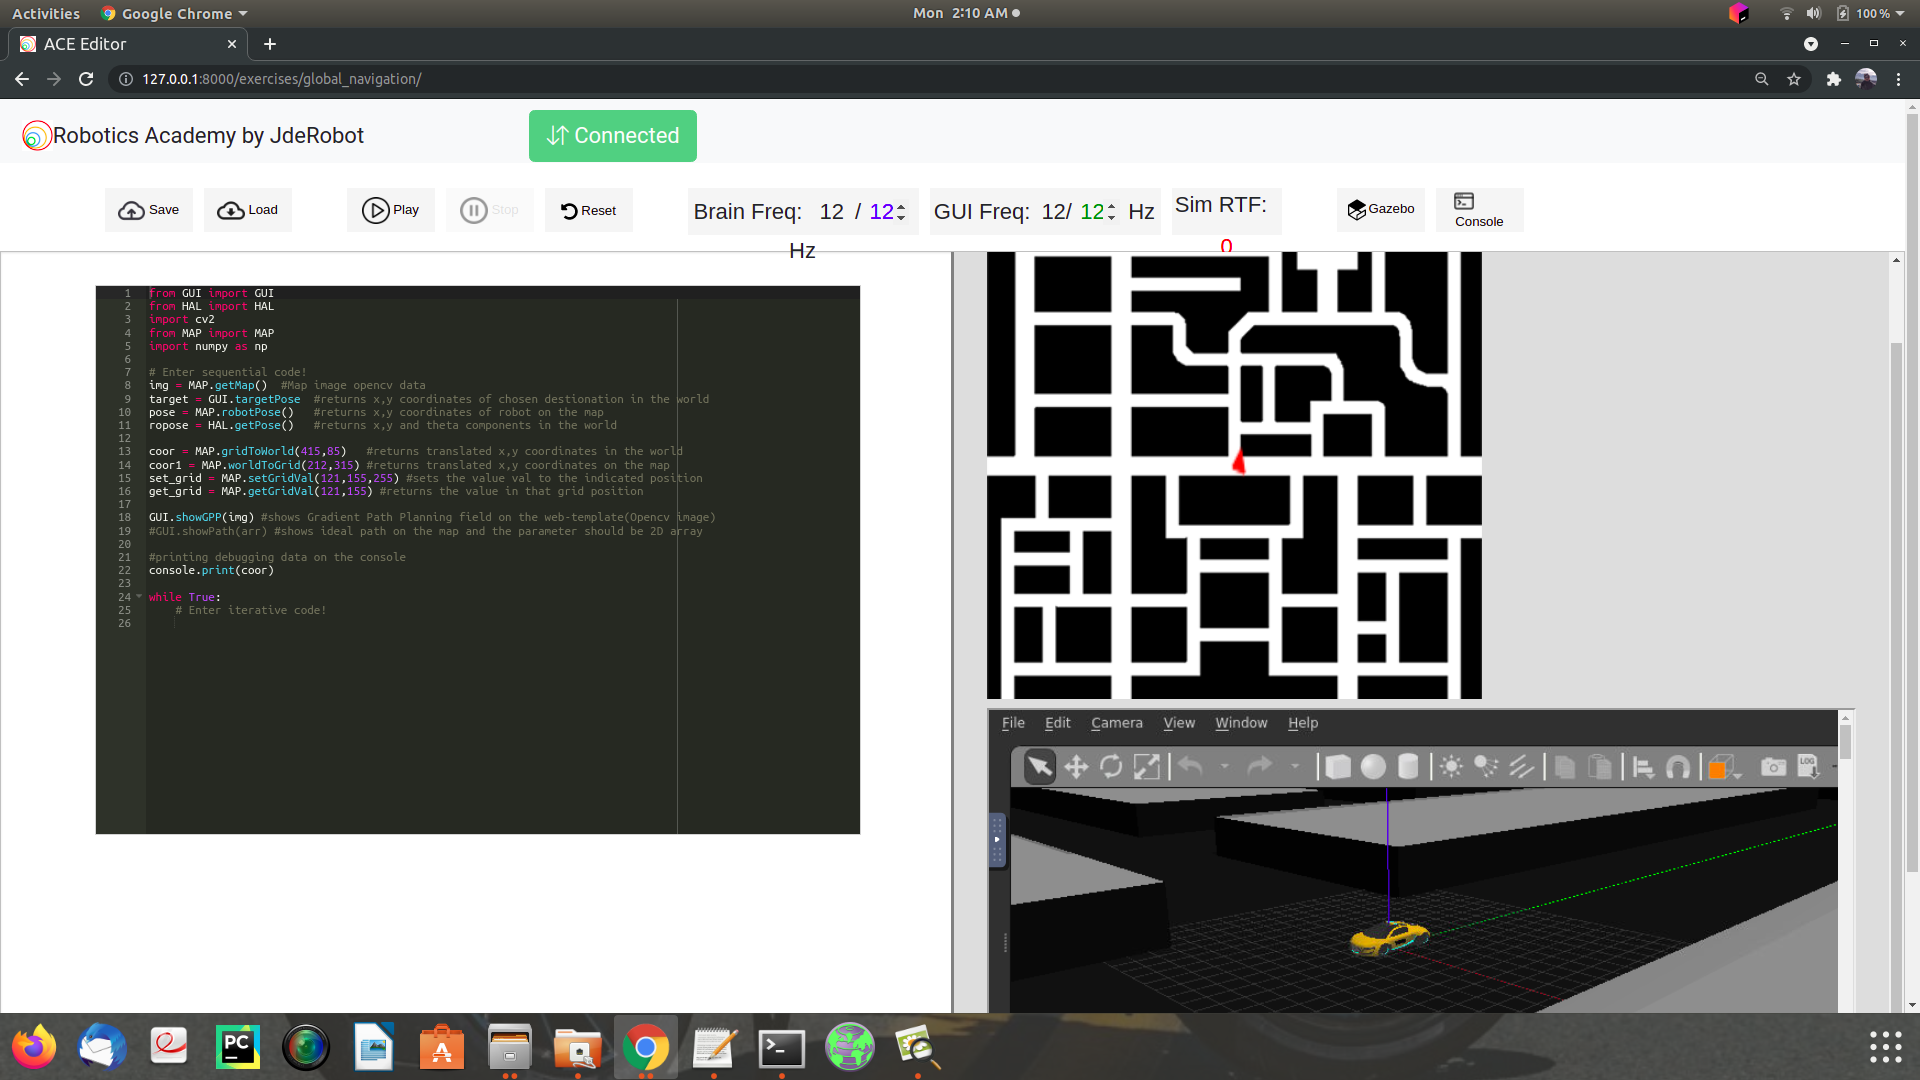 Activities Google Chrome Mon 2:10 AM 100%
ACE Editor
127.0.0.1:8000/exercises/global_navigation/
Robotics Academy by JdeRobot Connected
Save Load Play Stop Reset Brain Freq: 12 / 12 Hz GUI Freq: 12/ 12 Hz Sim RTF: 0 Gazebo Console
1 from GUI import GUI
2 from HAL import HAL
3 import cv2
4 from MAP import MAP
5 import numpy as np
6
7 # Enter sequential code!
8 img = MAP.getMap()  #Map image opencv data
9 target = GUI.targetPose  #returns x,y coordinates of chosen destionation in the world
10 pose = MAP.robotPose()   #returns x,y coordinates of robot on the map
11 ropose = HAL.getPose()   #returns x,y and theta components in the world
12
13 coor = MAP.gridToWorld(415,85)   #returns translated x,y coordinates in the world
14 coor1 = MAP.worldToGrid(212,315) #returns translated x,y coordinates on the map
15 set_grid = MAP.setGridVal(121,155,255) #sets the value val to the indicated position
16 get_grid = MAP.getGridVal(121,155) #returns the value in that grid position
17
18 GUI.showGPP(img) #shows Gradient Path Planning field on the web-template(Opencv image)
19 #GUI.showPath(arr) #shows ideal path on the map and the parameter should be 2D array
20
21 #printing debugging data on the console
22 console.print(coor)
23
24 while True:
25     # Enter iterative code!
26
File Edit Camera View Window Help
LOG
PC